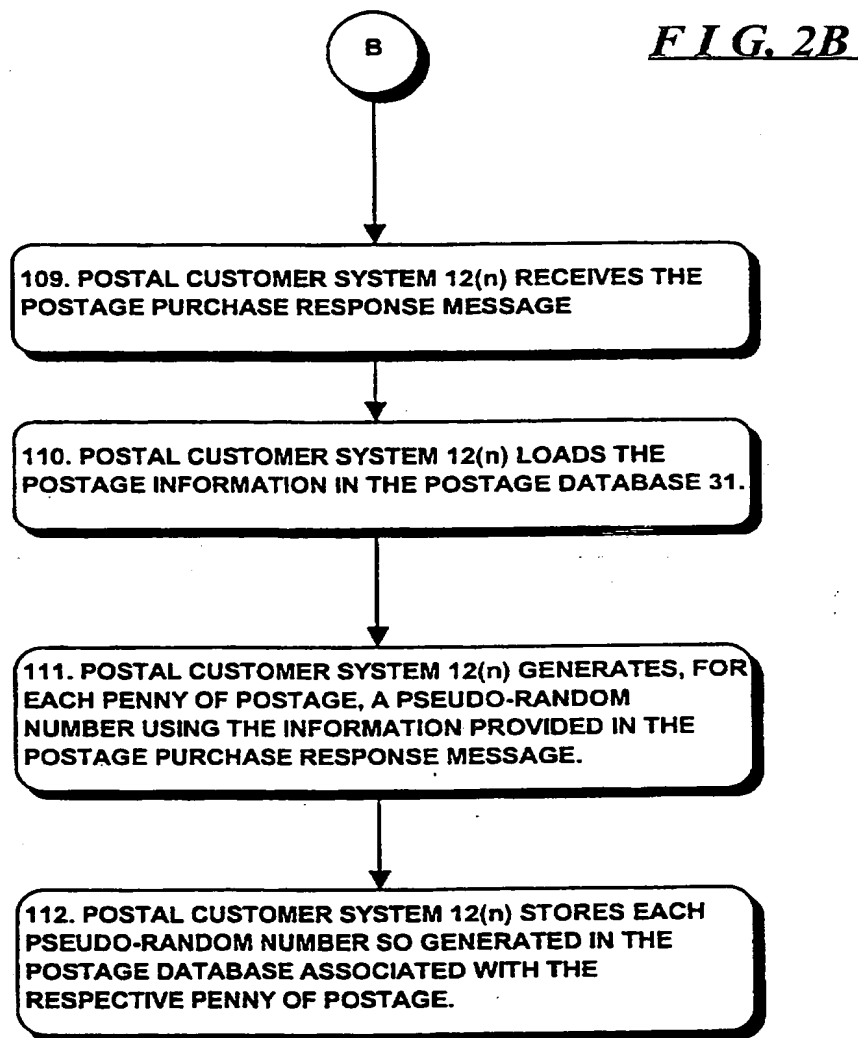 B
F I G. 2B
109. POSTAL CUSTOMER SYSTEM 12(n) RECEIVES THE
POSTAGE PURCHASE RESPONSE MESSAGE
110. POSTAL CUSTOMER SYSTEM 12(n) LOADS THE
POSTAGE INFORMATION IN THE POSTAGE DATABASE 31.
111. POSTAL CUSTOMER SYSTEM 12(n) GENERATES, FOR
EACH PENNY OF POSTAGE, A PSEUDO-RANDOM
NUMBER USING THE INFORMATION PROVIDED IN THE
POSTAGE PURCHASE RESPONSE MESSAGE.
112. POSTAL CUSTOMER SYSTEM 12(n) STORES EACH
PSEUDO-RANDOM NUMBER SO GENERATED IN THE
POSTAGE DATABASE ASSOCIATED WITH THE
RESPECTIVE PENNY OF POSTAGE.